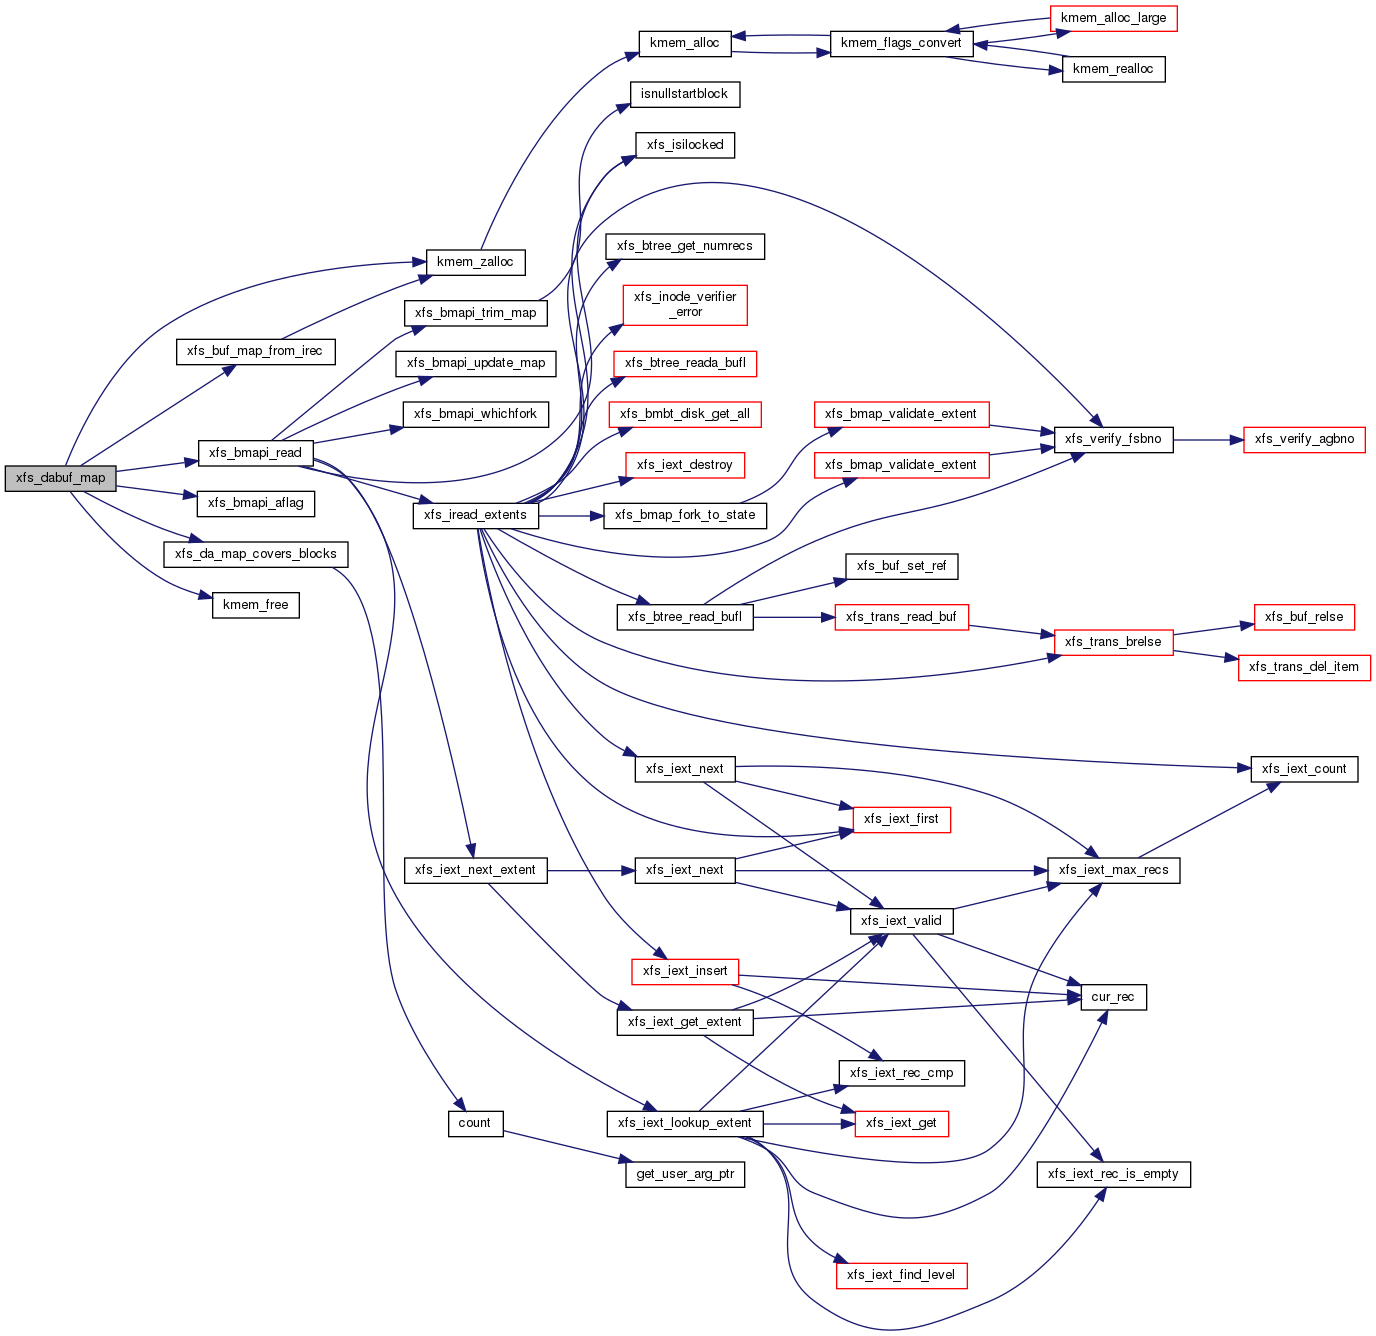 kmem_alloc_large
kmem_alloc
kmem_flags_convert
kmem_realloc
isnullstartblock
xfs_isilocked
xfs_btree_get_numrecs
kmem_zalloc
xfs_inode_verifier
_error
xfs_bmapi_trim_map
xfs_buf_map_from_irec
xfs_bmapi_update_map
xfs_btree_reada_bufl
xfs_bmapi_whichfork
xfs_bmbt_disk_get_all
xfs_bmap_validate_extent
xfs_verify_fsbno
xfs_verify_agbno
xfs_bmapi_read
xfs_dabuf_map
xfs_iext_destroy
xfs_bmap_validate_extent
xfs_bmapi_aflag
xfs_iread_extents
xfs_bmap_fork_to_state
xfs_da_map_covers_blocks
xfs_buf_set_ref
kmem_free
xfs_btree_read_bufl
xfs_trans_read_buf
xfs_buf_relse
xfs_trans_brelse
xfs_trans_del_item
xfs_iext_next
xfs_iext_count
xfs_iext_first
xfs_iext_next_extent
xfs_iext_next
xfs_iext_max_recs
xfs_iext_valid
xfs_iext_insert
cur_rec
xfs_iext_get_extent
xfs_iext_rec_cmp
count
xfs_iext_lookup_extent
xfs_iext_get
get_user_arg_ptr
xfs_iext_rec_is_empty
xfs_iext_find_level